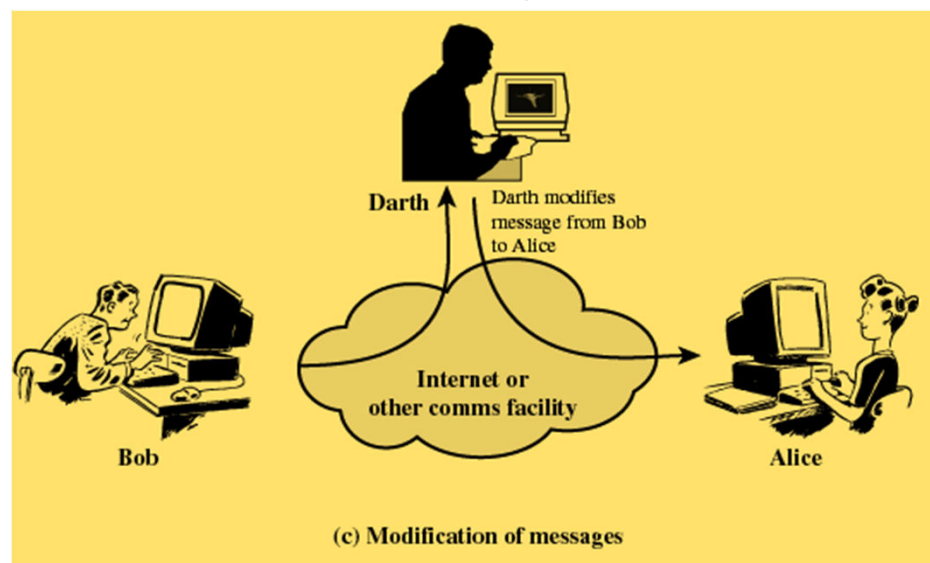 Darth
Darth modifies
message from Bob
to Alice
Internet or
other comms facility
Bob
Alice
(c) Modification of messages